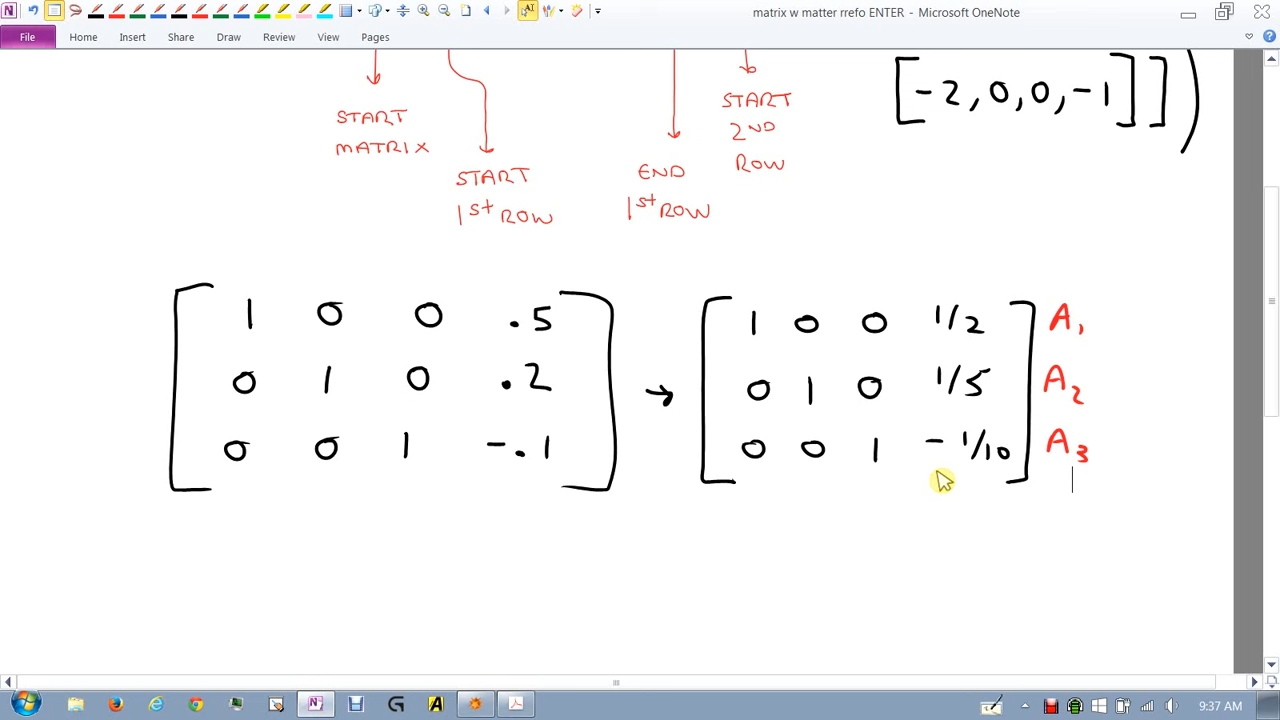 matrix w matter rrefo ENTER - Microsoft OneNote
File Home Insert Share Draw Review View Pages
[-2, 0, 0, -1]])
START MATRIX
START 1st ROW
END 1st ROW
START 2ND ROW
1 0 0 .5
0 1 0 .2
0 0 1 -.1
→
1 0 0 1/2 A1
0 1 0 1/5 A2
0 0 1 -1/10 A3
9:37 AM